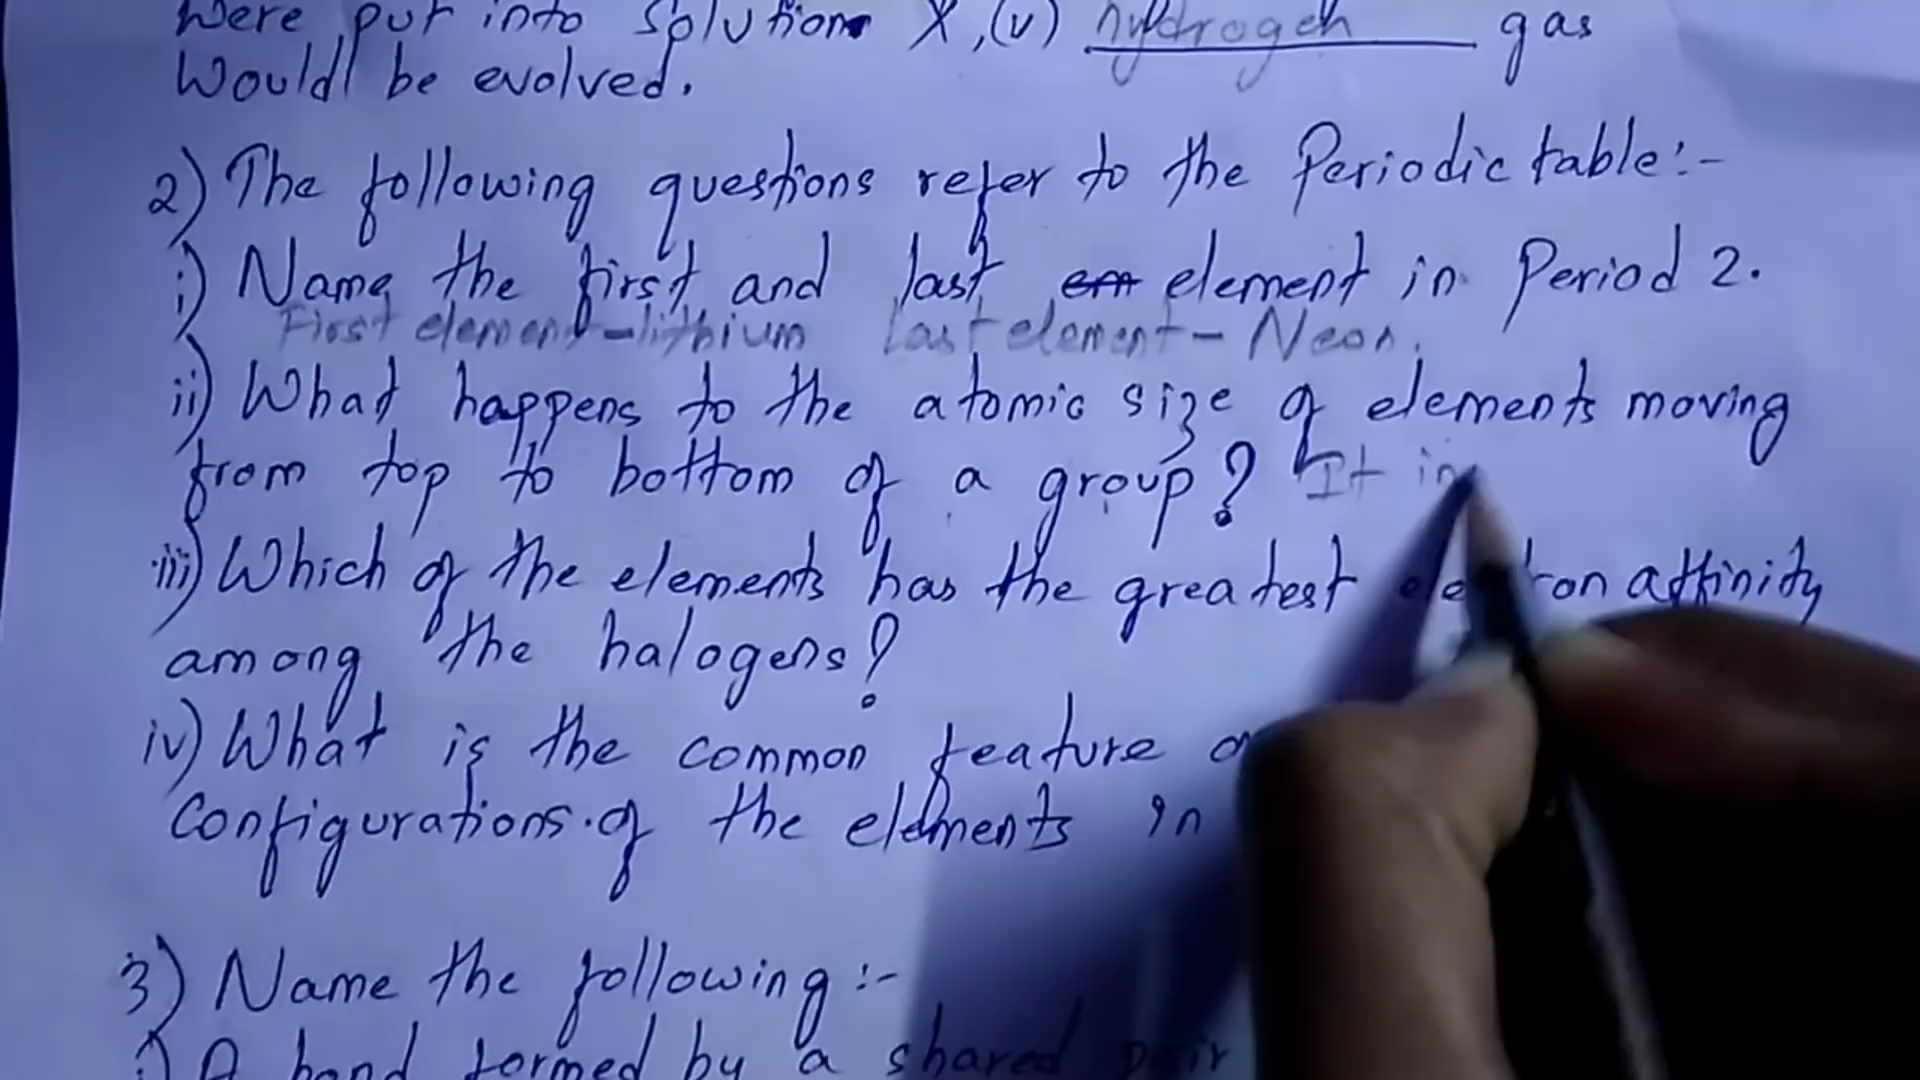 were put into solution X, (v) hydrogen gas
Would be evolved.
2) The following questions refer to the Periodic table:-
i) Name the first and last element in Period 2.
First element-lithium Last element- Neon.
ii) What happens to the atomic size of elements moving
from top to bottom of a group? It in
iii) Which of the elements has the greatest affinity
among the halogens?
iv) What is the common feature
configurations of the elements in
3) Name the following:-
i) A bond formed by a shared pair